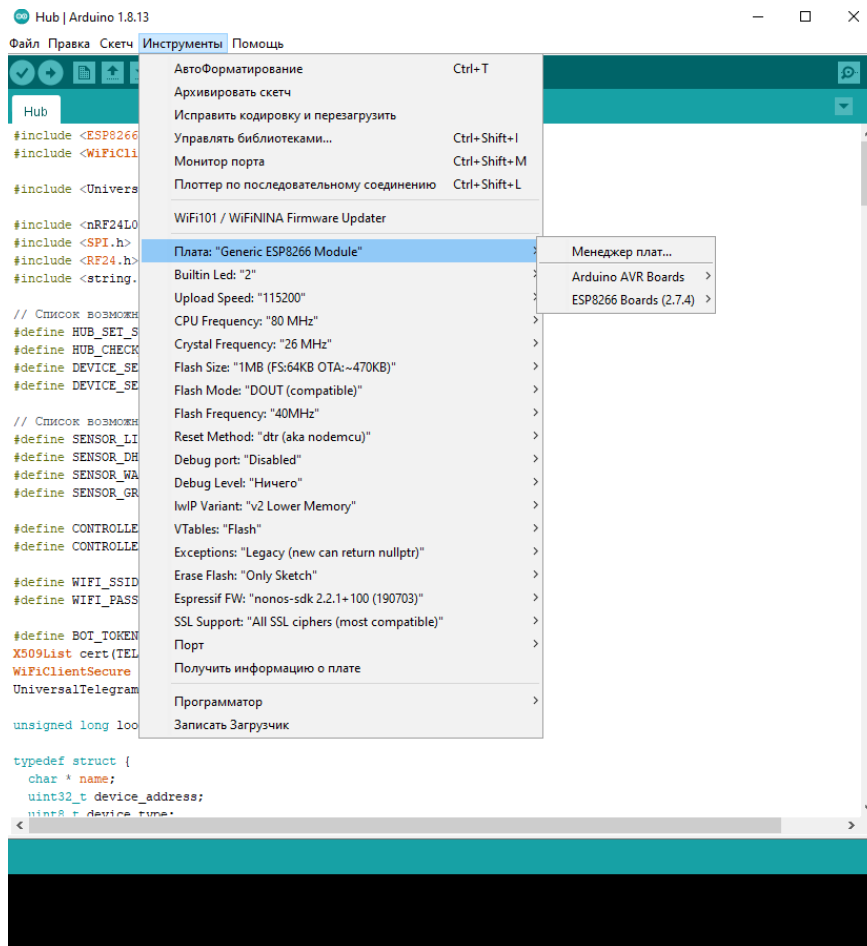 Hub | Arduino 1.8.13
Файл Правка Скетч Инструменты Помощь
Hub
АвтоФорматирование Ctrl+T
Архивировать скетч
Исправить кодировку и перезагрузить
Управлять библиотеками... Ctrl+Shift+I
Монитор порта Ctrl+Shift+M
Плоттер по последовательному соединению Ctrl+Shift+L
WiFi101 / WiFiNINA Firmware Updater
Плата: "Generic ESP8266 Module"
Builtin Led: "2"
Upload Speed: "115200"
CPU Frequency: "80 MHz"
Crystal Frequency: "26 MHz"
Flash Size: "1MB (FS:64KB OTA:~470KB)"
Flash Mode: "DOUT (compatible)"
Flash Frequency: "40MHz"
Reset Method: "dtr (aka nodemcu)"
Debug port: "Disabled"
Debug Level: "Ничего"
lwIP Variant: "v2 Lower Memory"
VTables: "Flash"
Exceptions: "Legacy (new can return nullptr)"
Erase Flash: "Only Sketch"
Espressif FW: "nonos-sdk 2.2.1+100 (190703)"
SSL Support: "All SSL ciphers (most compatible)"
Порт
Получить информацию о плате
Программатор
Записать Загрузчик
Менеджер плат...
Arduino AVR Boards
ESP8266 Boards (2.7.4)
#include <ESP8266
#include <WiFiCli
#include <Univers
#include <nRF24L0
#include <SPI.h>
#include <RF24.h>
#include <string.
// Список возможн
#define HUB_SET_S
#define HUB_CHECK
#define DEVICE_SE
#define DEVICE_SE
// Список возможн
#define SENSOR_LI
#define SENSOR_DH
#define SENSOR_WA
#define SENSOR_GR
#define CONTROLLE
#define CONTROLLE
#define WIFI_SSID
#define WIFI_PASS
#define BOT_TOKEN
X509List cert(TEL
WiFiClientSecure
UniversalTelegram
unsigned long loo
typedef struct {
char * name;
uint32_t device_address;
uint8_t device_type;